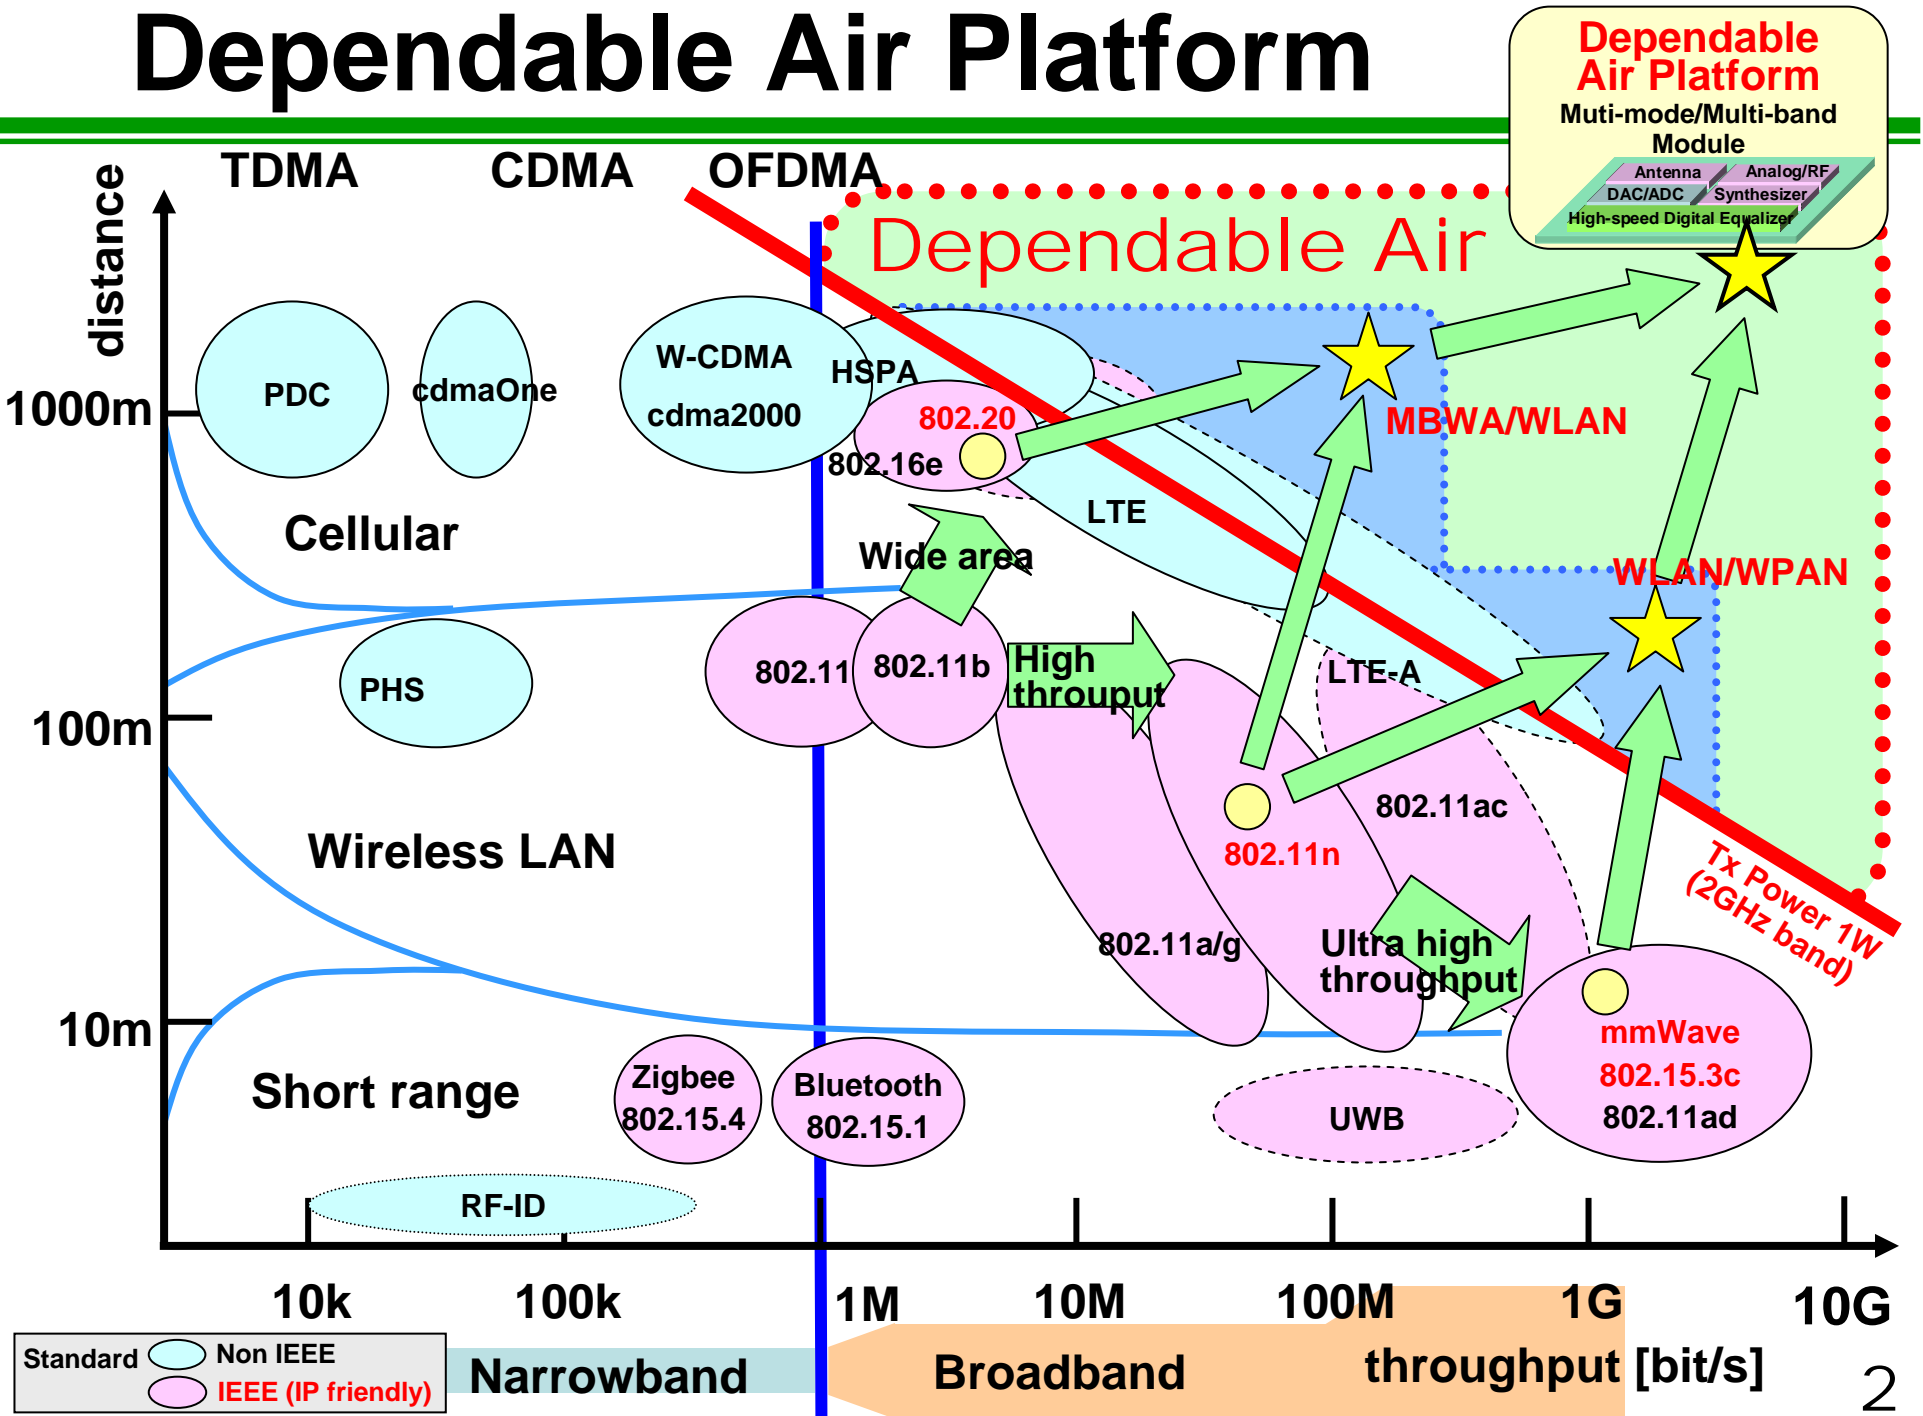 Dependable Air Platform
Dependable
Air Platform
Muti-mode/Multi-band
Module
Antenna
Analog/RF
DAC/ADC
Synthesizer
High-speed Digital Equalizer
TDMA
CDMA
OFDMA
distance
Dependable Air
PDC
cdmaOne
W-CDMA
cdma2000
HSPA
802.20
802.16e
1000m
MBWA/WLAN
Cellular
LTE
Wide area
WLAN/WPAN
PHS
802.11
802.11b
High
throuput
LTE-A
100m
802.11ac
Wireless LAN
802.11n
Tx Power 1W
(2GHz band)
802.11a/g
Ultra high
throughput
10m
mmWave
802.15.3c
802.11ad
Short range
Zigbee
802.15.4
Bluetooth
802.15.1
UWB
RF-ID
10k
100k
1M
10M
100M
1G
10G
Standard
Non IEEE
IEEE (IP friendly)
Narrowband
Broadband
throughput [bit/s]
2